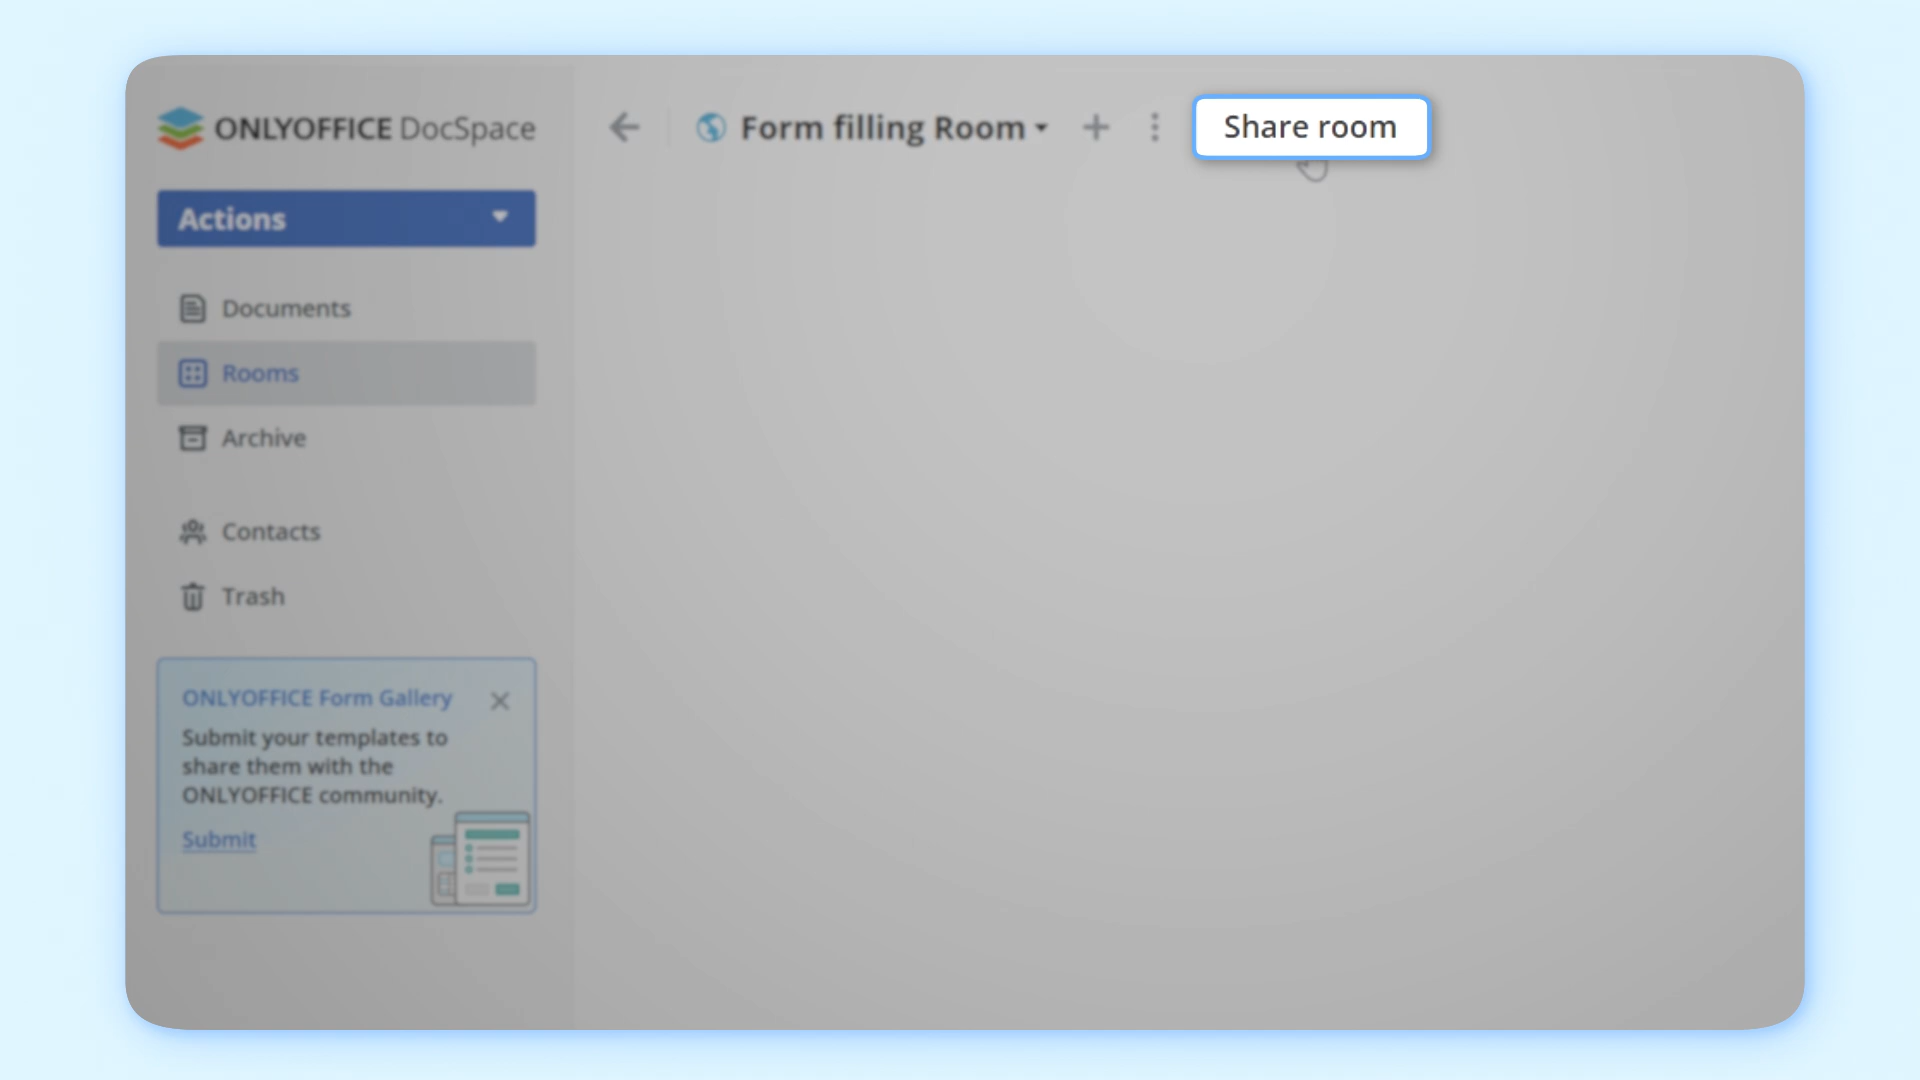 ONLYOFFICE DocSpace
Form filling Room
Share room
Actions
Documents
Rooms
Archive
Contacts
Trash
ONLYOFFICE Form Gallery
Submit your templates to
share them with the
ONLYOFFICE community.
Submit